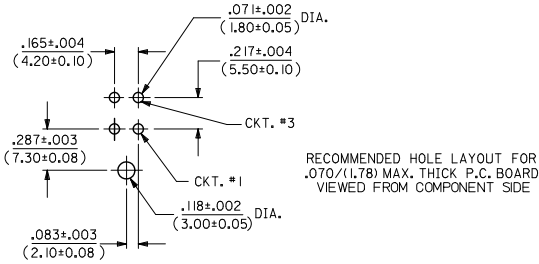 .071±.002
(1.80±0.05)
DIA.
.165±.004
(4.20±0.10)
.217±.004
(5.50±0.10)
CKT. #3
.287±.003
(7.30±0.08)
RECOMMENDED HOLE LAYOUT FOR
.070/(1.78) MAX. THICK P.C. BOARD
VIEWED FROM COMPONENT SIDE
CKT. #1
.118±.002
(3.00±0.05)
DIA.
.083±.003
(2.10±0.08)